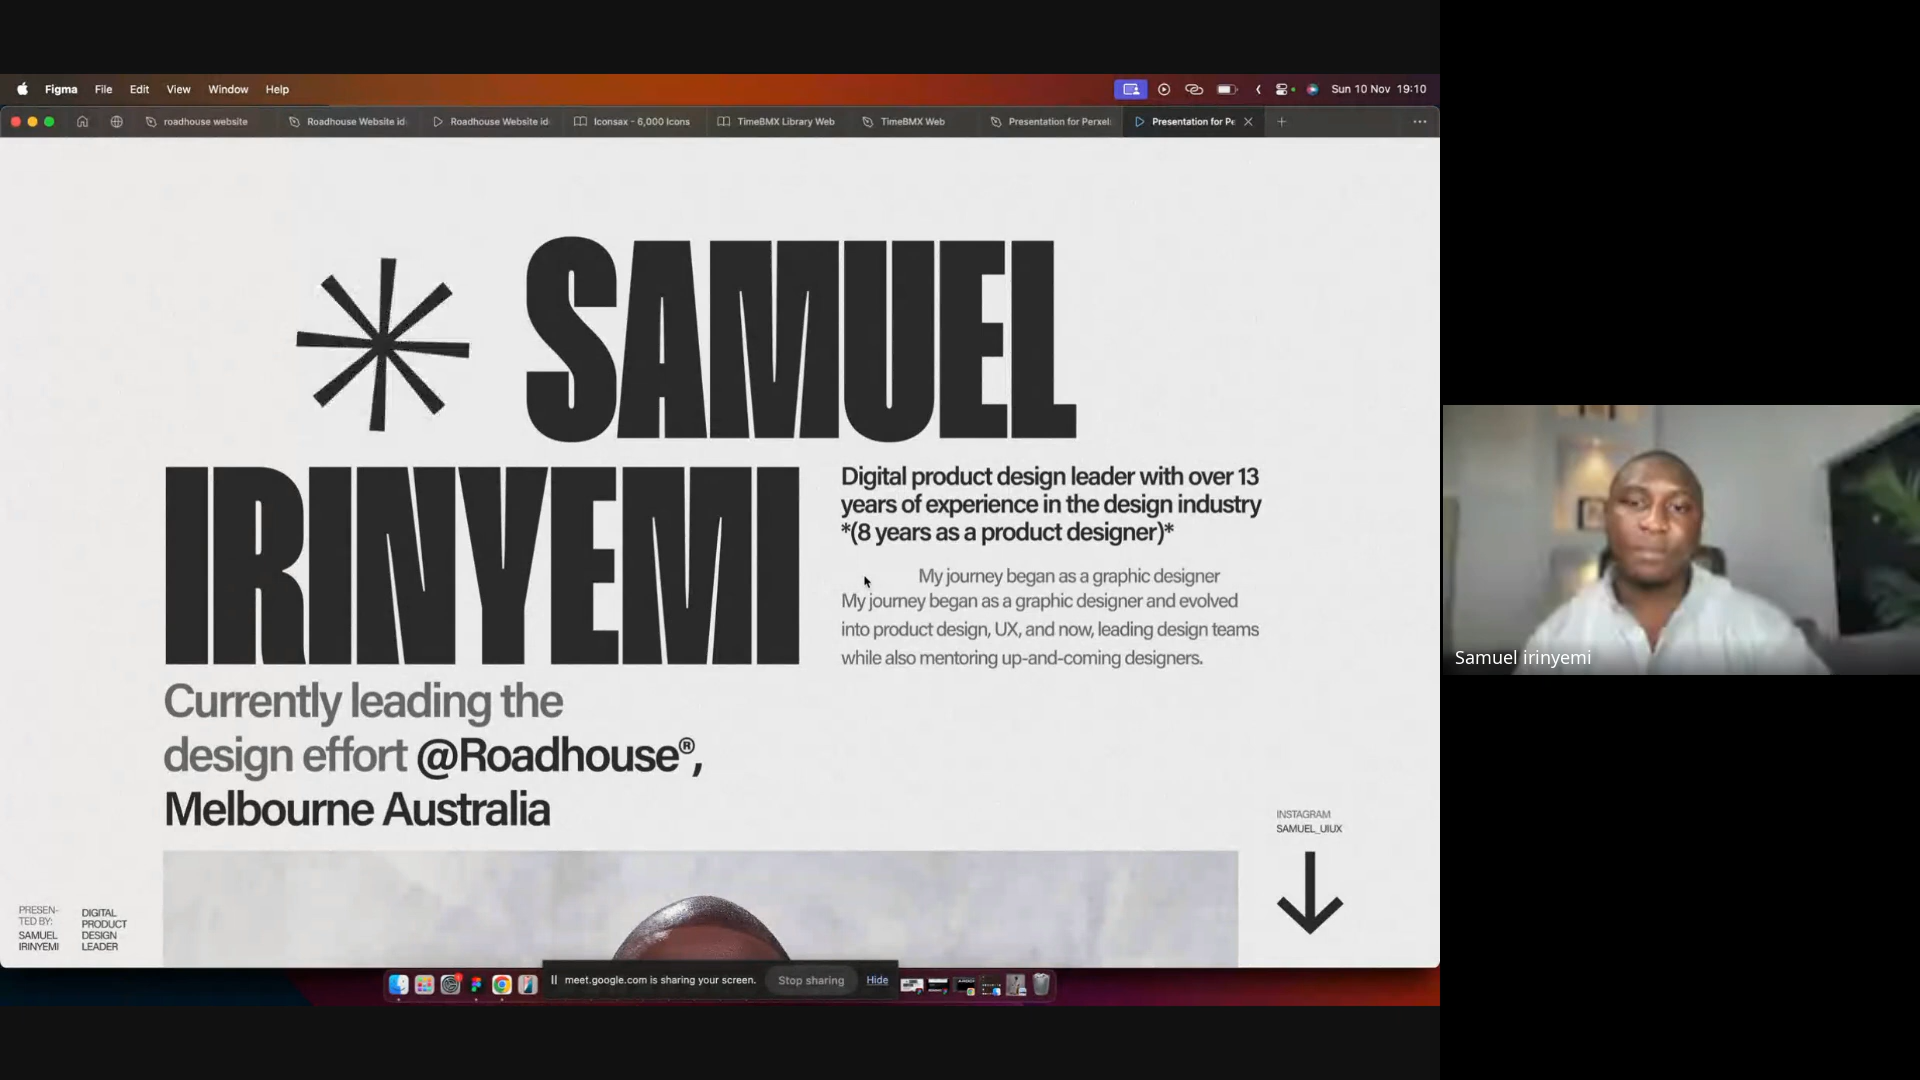 Figma File Edit View Window Help
Sun 10 Nov 19:10
roadhouse website
Roadhouse Website id
Roadhouse Website id
Iconsax - 6,000 Icons
TimeBMX Library Web
TimeBMX Web
Presentation for Perxel
Presentation for Pe
SAMUEL
IRINYEMI
Digital product design leader with over 13
years of experience in the design industry
*(8 years as a product designer)*
My journey began as a graphic designer
My journey began as a graphic designer and evolved
into product design, UX, and now, leading design teams
while also mentoring up-and-coming designers.
Currently leading the
design effort @Roadhouse®,
Melbourne Australia
INSTAGRAM
SAMUEL_UIUX
PRESEN-
TED BY:
SAMUEL
IRINYEMI
DIGITAL
PRODUCT
DESIGN
LEADER
meet.google.com is sharing your screen.
Stop sharing
Hide
Samuel irinyemi